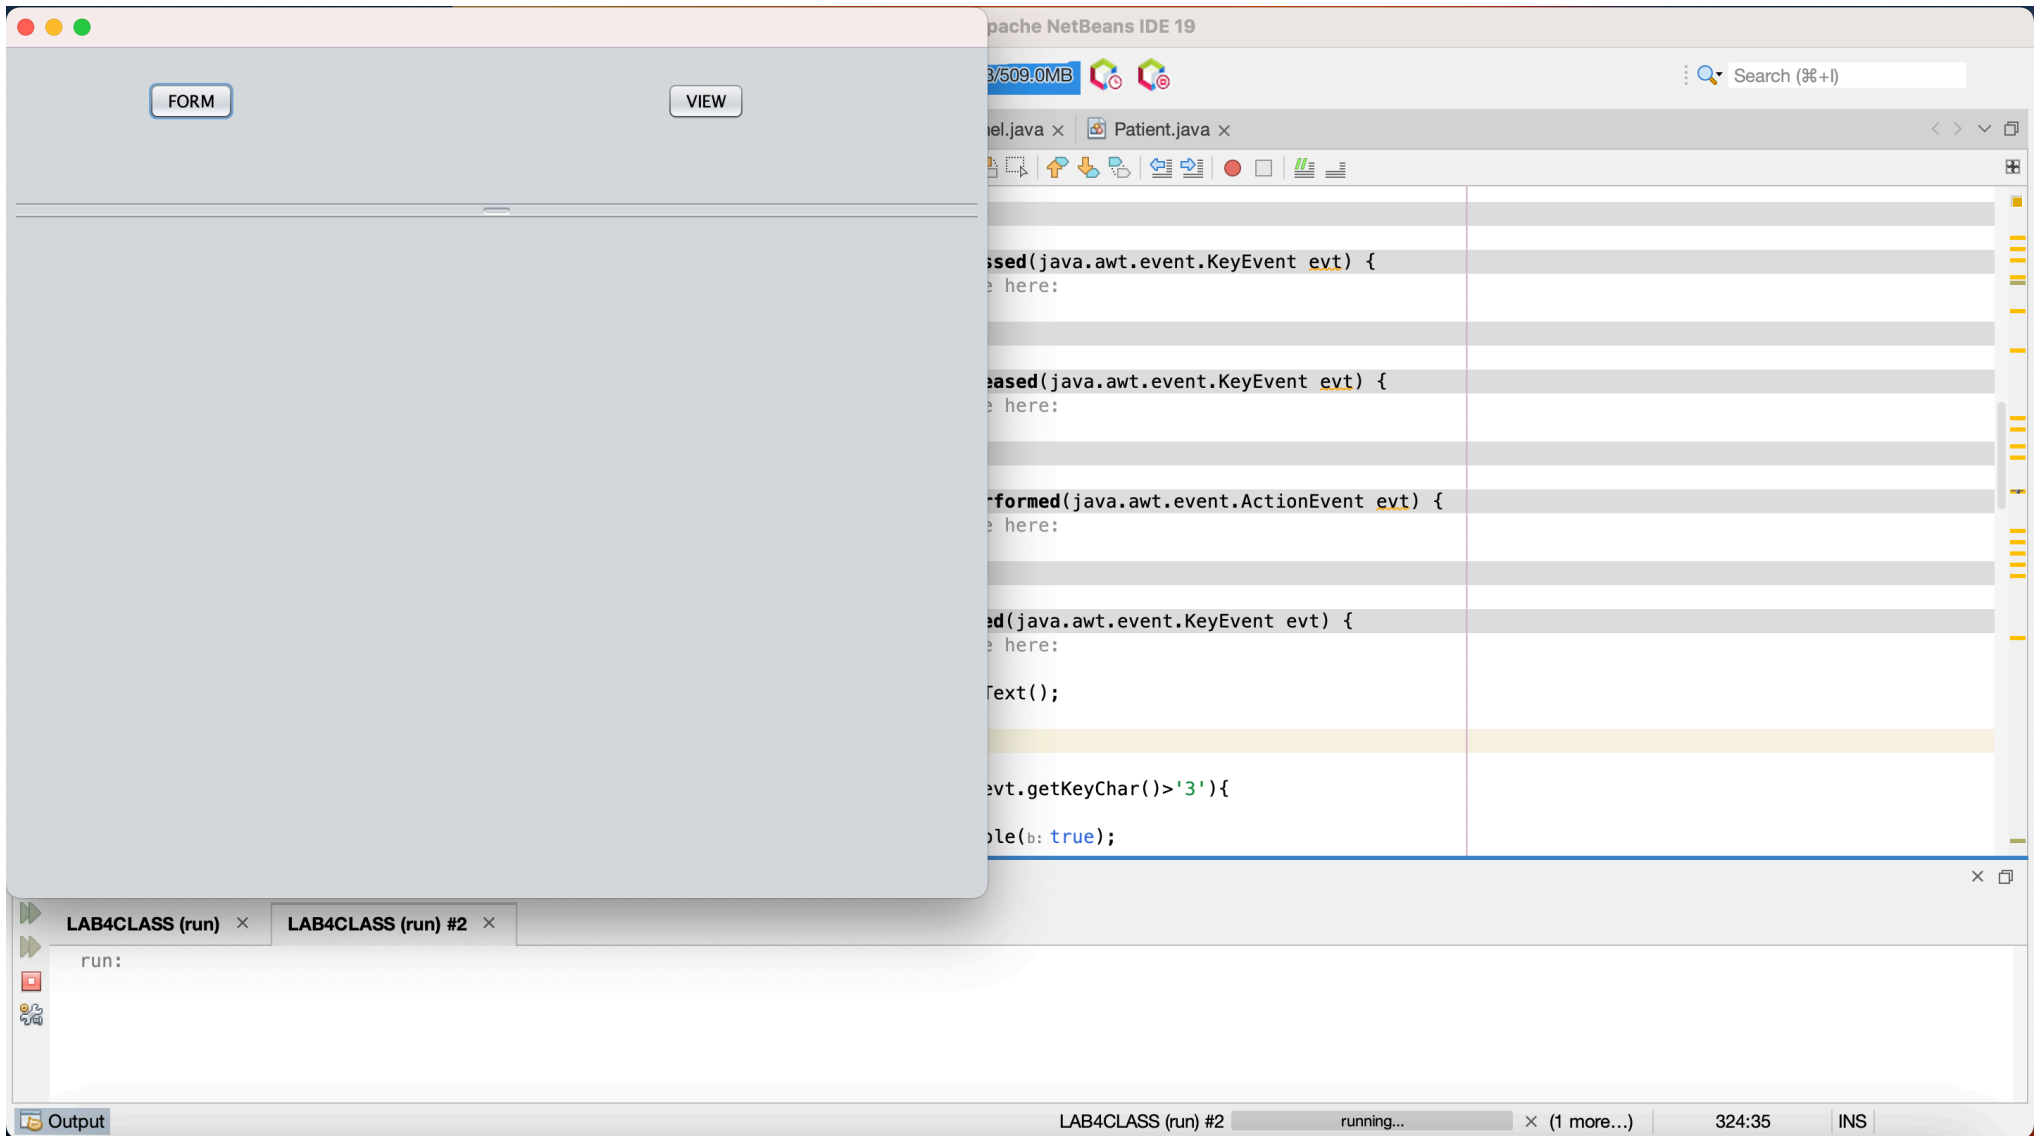 pache NetBeans IDE 19
FORM
VIEW
/509.0MB
Search (⌘+I)
el.java
Patient.java
ssed(java.awt.event.KeyEvent evt) {
e here:
eased(java.awt.event.KeyEvent evt) {
e here:
rformed(java.awt.event.ActionEvent evt) {
e here:
ed(java.awt.event.KeyEvent evt) {
e here:
Text();
evt.getKeyChar()>'3'){
ble(b: true);
LAB4CLASS (run)
LAB4CLASS (run) #2
run:
Output
LAB4CLASS (run) #2
running...
(1 more...)
324:35
INS